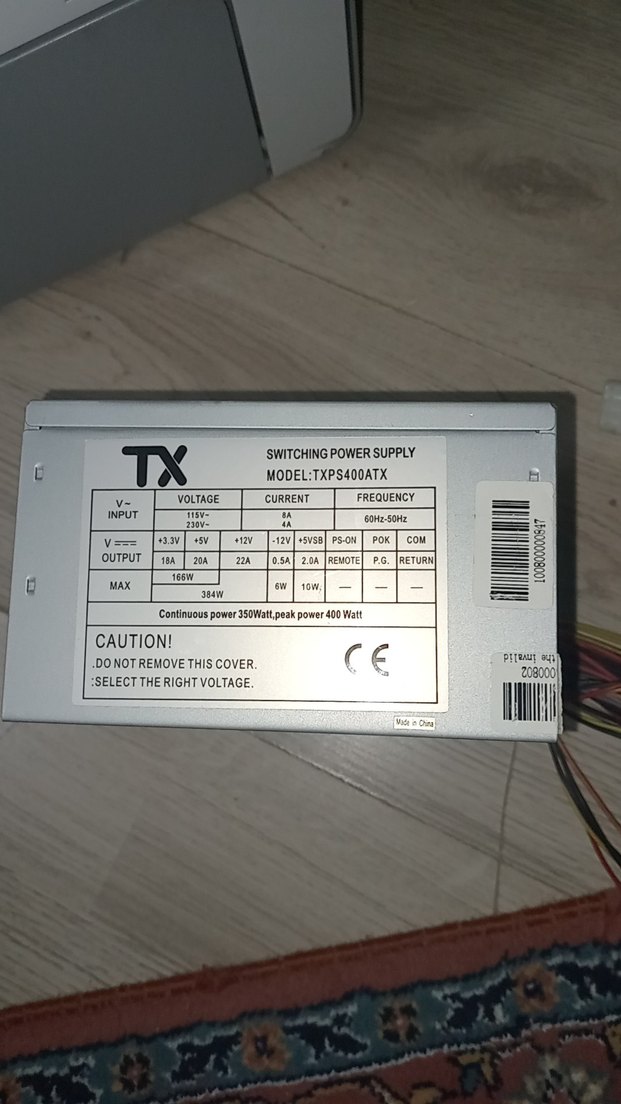 TX
SWITCHING POWER SUPPLY
MODEL:TXPS400ATX
V~ INPUT
VOLTAGE CURRENT FREQUENCY
115V~ 8A
230V~ 4A
60Hz-50Hz
V OUTPUT
+3.3V +5V +12V -12V +5VSB PS-ON POK COM
18A 20A 22A 0.5A 2.0A REMOTE P.G. RETURN
MAX
166W
384W
6W 10W — — —
Continuous power 350Watt,peak power 400 Watt
CAUTION!
.DO NOT REMOVE THIS COVER.
:SELECT THE RIGHT VOLTAGE.
CE
Made in China
100800000847
the invalid
000802